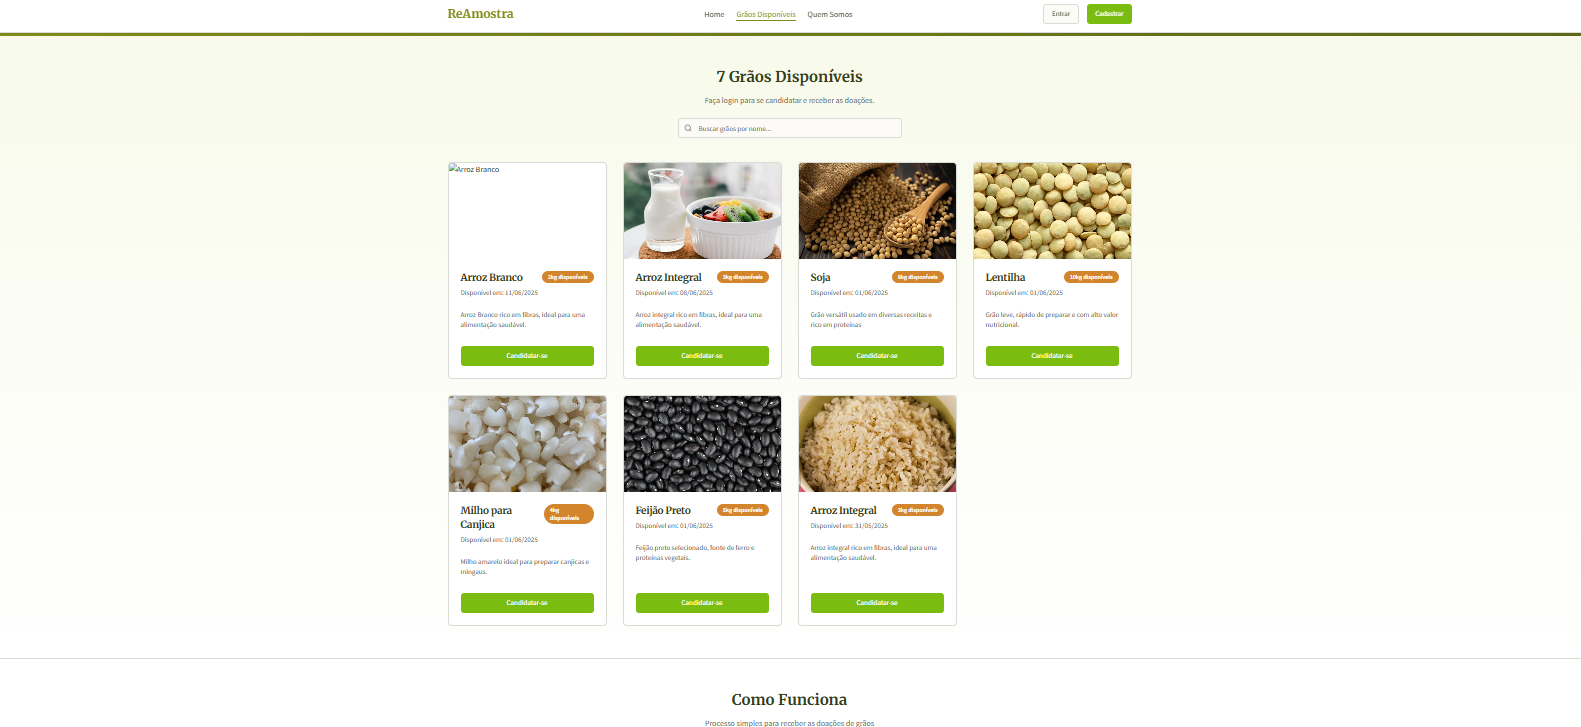 ReAmostra
Home
Grãos Disponíveis
Quem Somos
Entrar
Cadastrar
7 Grãos Disponíveis
Faça login para se candidatar e receber as doações.
Buscar grãos por nome...
Arroz Branco
Arroz Branco
2kg disponíveis
Disponível em: 11/06/2025
Arroz Branco rico em fibras, ideal para uma
alimentação saudável.
Candidatar-se
Arroz Integral
3kg disponíveis
Disponível em: 08/06/2025
Arroz integral rico em fibras, ideal para uma
alimentação saudável.
Candidatar-se
Soja
6kg disponíveis
Disponível em: 01/06/2025
Grão versátil usado em diversas receitas e
rico em proteínas
Candidatar-se
Lentilha
10kg disponíveis
Disponível em: 01/06/2025
Grão leve, rápido de preparar e com alto valor
nutricional.
Candidatar-se
Milho para
Canjica
4kg
disponíveis
Disponível em: 01/06/2025
Milho amarelo ideal para preparar canjicas e
mingaus.
Candidatar-se
Feijão Preto
5kg disponíveis
Disponível em: 01/06/2025
Feijão preto selecionado, fonte de ferro e
proteínas vegetais.
Candidatar-se
Arroz Integral
3kg disponíveis
Disponível em: 31/05/2025
Arroz integral rico em fibras, ideal para uma
alimentação saudável.
Candidatar-se
Como Funciona
Processo simples para receber as doações de grãos